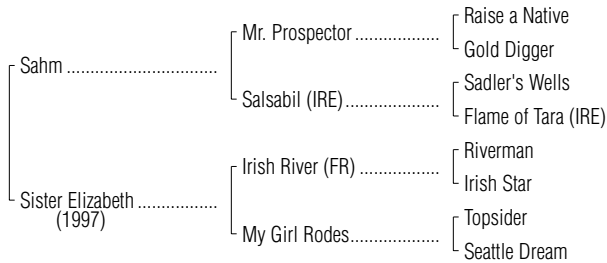 Raise a Native
Mr. Prospector ..................
Gold Digger
Sahm ................................
Sadler's Wells
Salsabil (IRE)....................
Flame of Tara (IRE)
Riverman
Irish River (FR) .................
Irish Star
Sister Elizabeth .................
(1997)
Topsider
My Girl Rodes...................
Seattle Dream